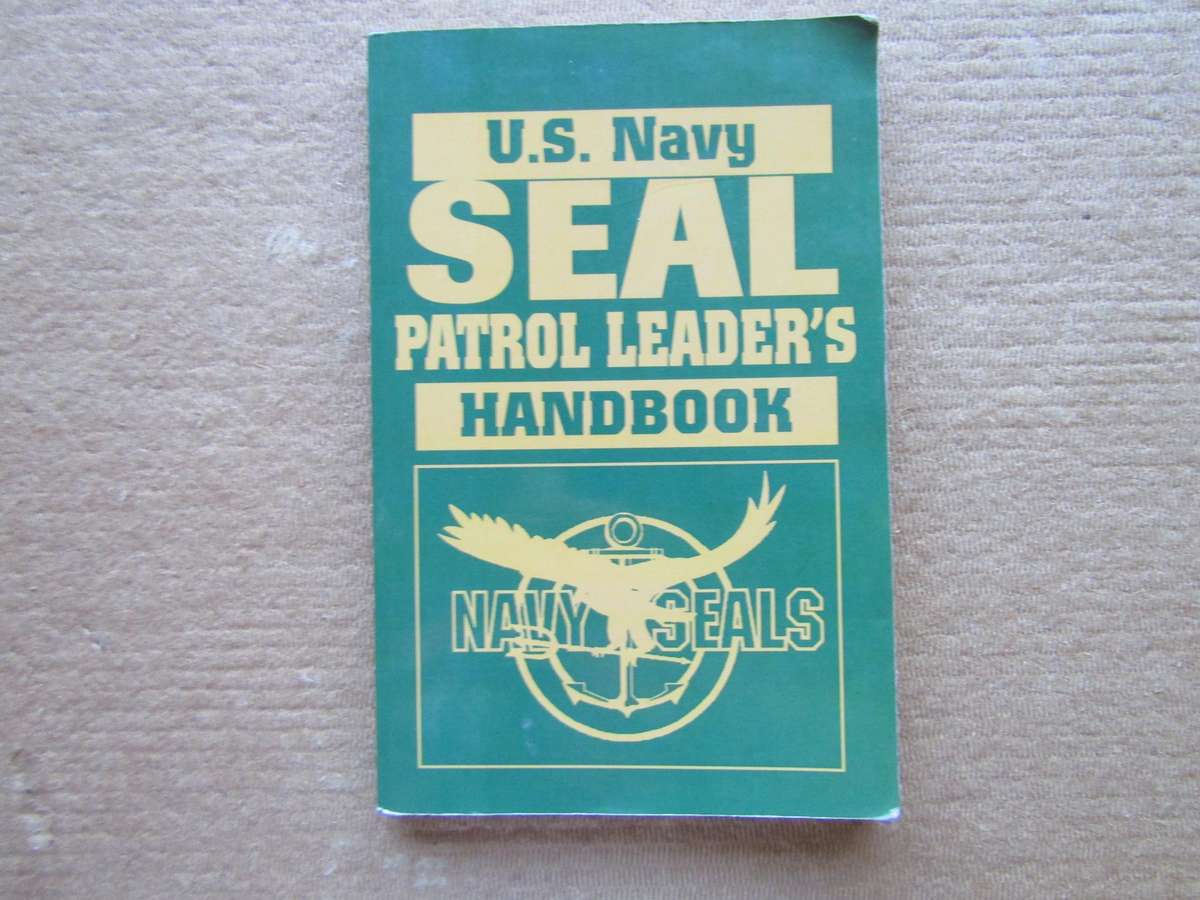 U.S. Navy
SEAL
PATROL LEADER'S
HANDBOOK
NAVY SEALS